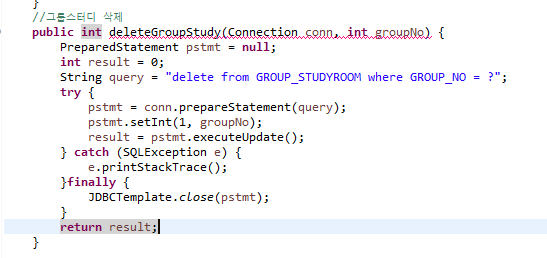 }
//그룹스터디 삭제
public int deleteGroupStudy(Connection conn, int groupNo) {
PreparedStatement pstmt = null;
int result = 0;
String query = "delete from GROUP_STUDYROOM where GROUP_NO = ?";
try {
pstmt = conn.prepareStatement(query);
pstmt.setInt(1, groupNo);
result = pstmt.executeUpdate();
} catch (SQLException e) {
e.printStackTrace();
}finally {
JDBCTemplate.close(pstmt);
}
return result;
}